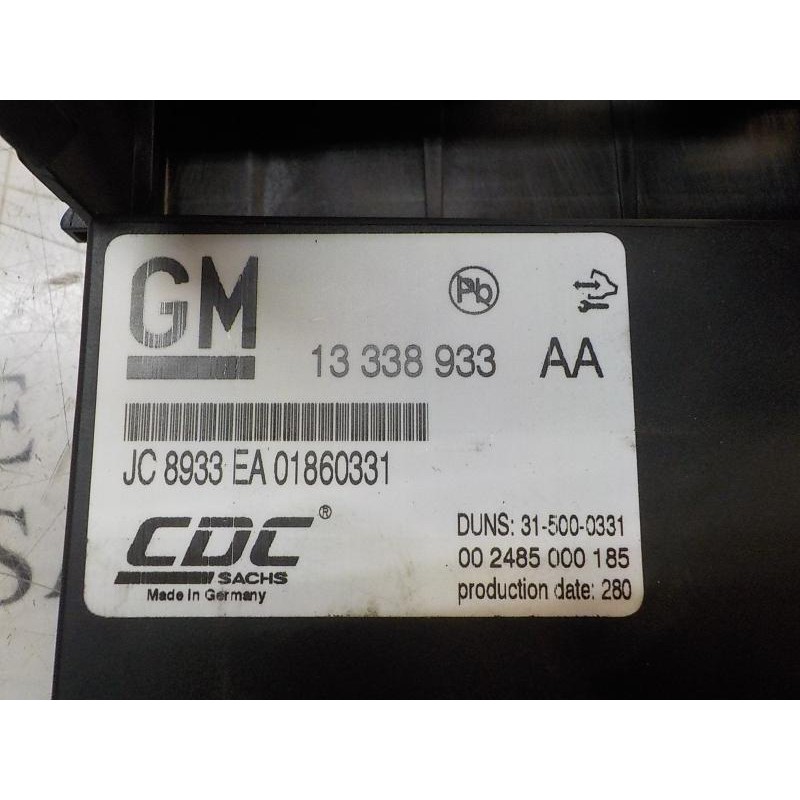 GM
Pb
13 338 933 AA
JC 8933 EA 01860331
CDC®
SACHS
Made in Germany
DUNS: 31-500-0331
00 2485 000 185
production date: 280